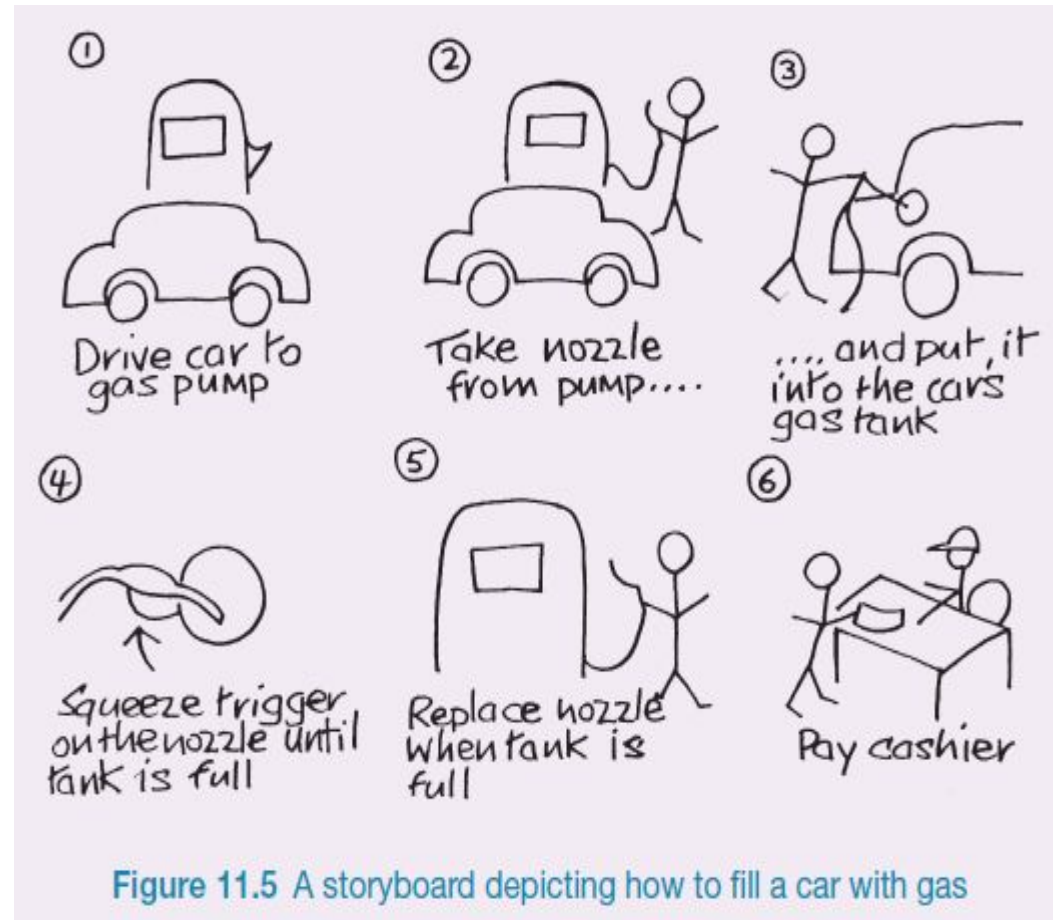 ①
Drive car to
gas pump
②
Take nozzle
from pump....
③
.... and put it
into the car's
gas tank
④
Squeeze trigger
on the nozzle until
tank is full
⑤
Replace nozzle
when tank is
full
⑥
Pay cashier
Figure 11.5 A storyboard depicting how to fill a car with gas